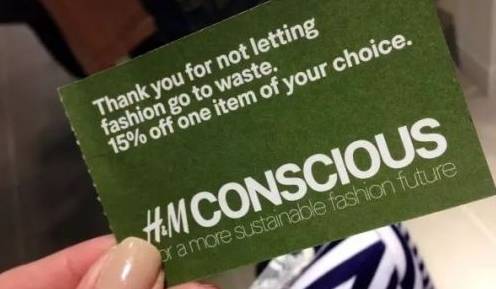 Thank you for not letting
fashion go to waste.
15% off one item of your choice.
H&M CONSCIOUS
or a more sustainable fashion future